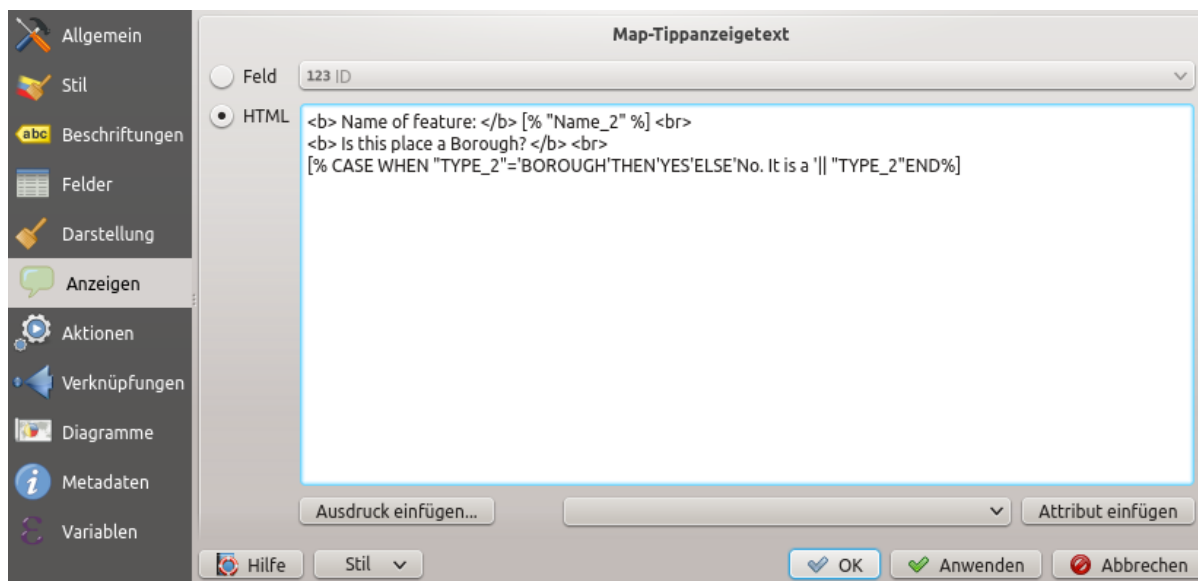 Allgemein
Stil
abc Beschriftungen
Felder
Darstellung
Anzeigen
Aktionen
Verknüpfungen
Diagramme
Metadaten
Variablen
Map-Tippanzeigetext
Feld
123 ID
HTML
<b> Name of feature: </b> [% "Name_2" %] <br>
<b> Is this place a Borough? </b> <br>
[% CASE WHEN "TYPE_2"='BOROUGH'THEN'YES'ELSE'No. It is a '|| "TYPE_2"END%]
Ausdruck einfügen...
Attribut einfügen
Hilfe
Stil
OK
Anwenden
Abbrechen